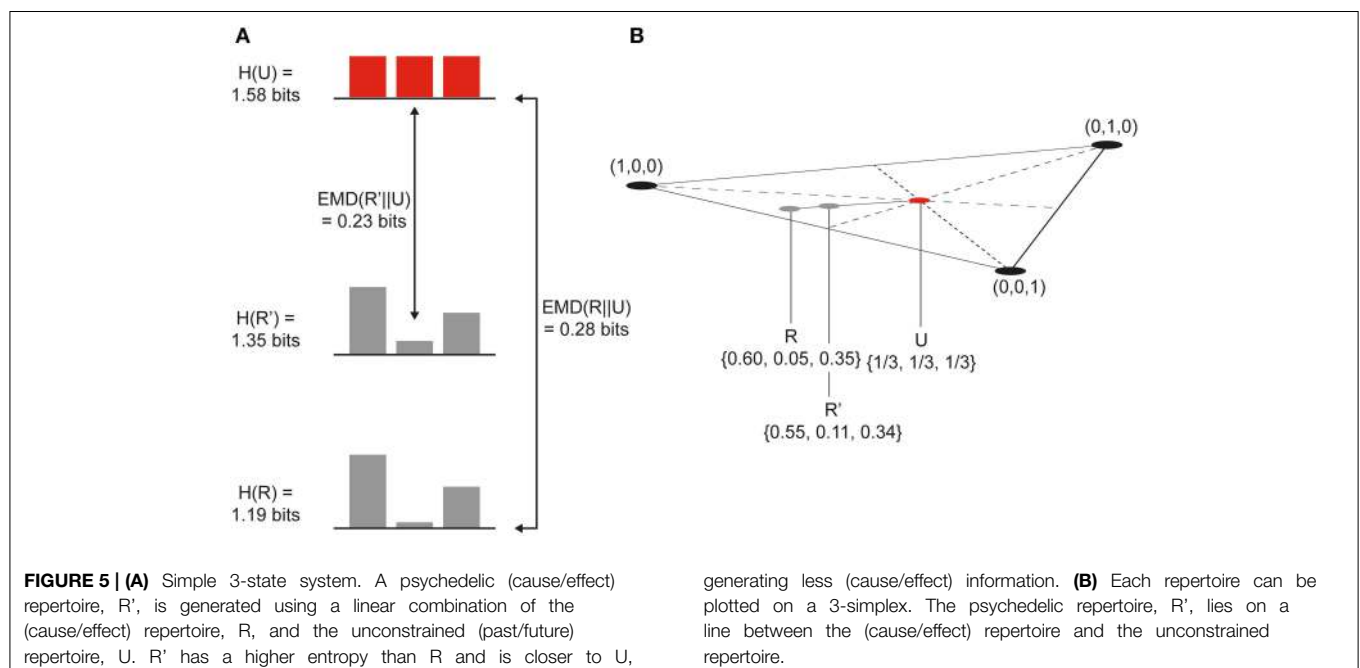 A
H(U) =
1.58 bits
EMD(R'||U)
= 0.23 bits
H(R') =
1.35 bits
EMD(R||U)
= 0.28 bits
H(R) =
1.19 bits
B
(0,1,0)
(1,0,0)
(0,0,1)
R
{0.60, 0.05, 0.35}
U
{1/3, 1/3, 1/3}
R'
{0.55, 0.11, 0.34}
FIGURE 5 | (A) Simple 3-state system. A psychedelic (cause/effect)
repertoire, R', is generated using a linear combination of the
(cause/effect) repertoire, R, and the unconstrained (past/future)
repertoire, U. R' has a higher entropy than R and is closer to U,
generating less (cause/effect) information. (B) Each repertoire can be
plotted on a 3-simplex. The psychedelic repertoire, R', lies on a
line between the (cause/effect) repertoire and the unconstrained
repertoire.